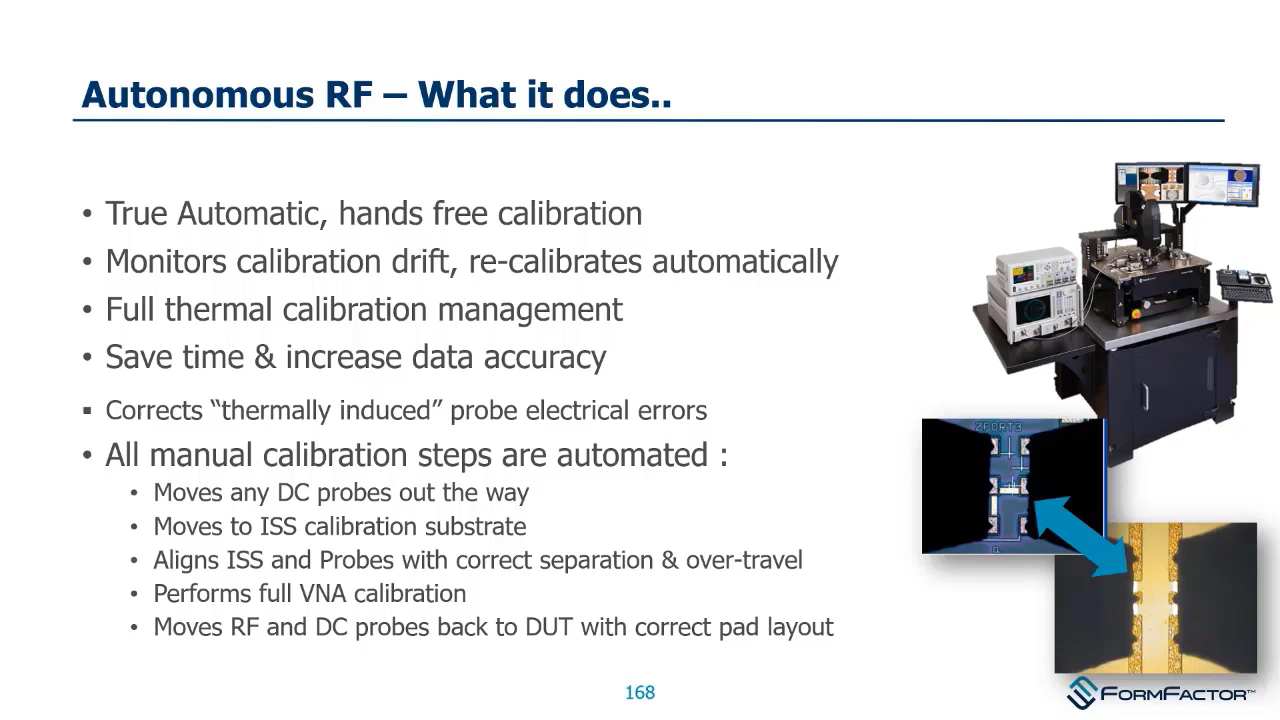 Autonomous RF – What it does..
• True Automatic, hands free calibration
• Monitors calibration drift, re-calibrates automatically
• Full thermal calibration management
• Save time & increase data accuracy
▪ Corrects “thermally induced” probe electrical errors
• All manual calibration steps are automated :
• Moves any DC probes out the way
• Moves to ISS calibration substrate
• Aligns ISS and Probes with correct separation & over-travel
• Performs full VNA calibration
• Moves RF and DC probes back to DUT with correct pad layout
ZPORT3
168
FORMFACTOR™